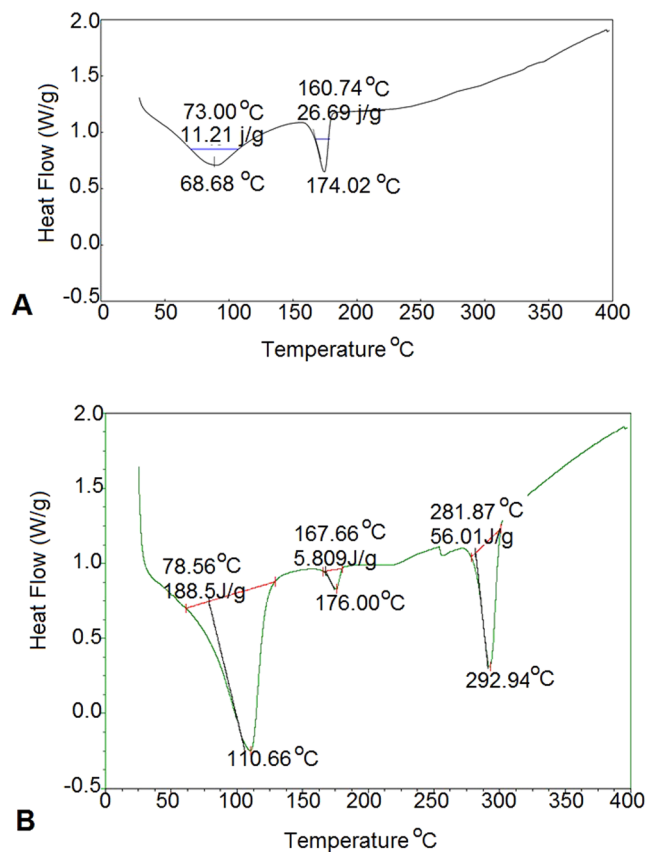 2.0
1.5
1.0
0.5
0.0
-0.5
Heat Flow (W/g)
73.00 °C
11.21 j/g
68.68 °C
160.74 °C
26.69 j/g
174.02 °C
0 50 100 150 200 250 300 350 400
Temperature °C
A
2.0
1.5
1.0
0.5
0.0
-0.5
Heat Flow (W/g)
78.56 °C
188.5J/g
110.66 °C
167.66 °C
5.809J/g
176.00°C
281.87 °C
56.01J/g
292.94°C
0 50 100 150 200 250 300 350 400
Temperature °C
B